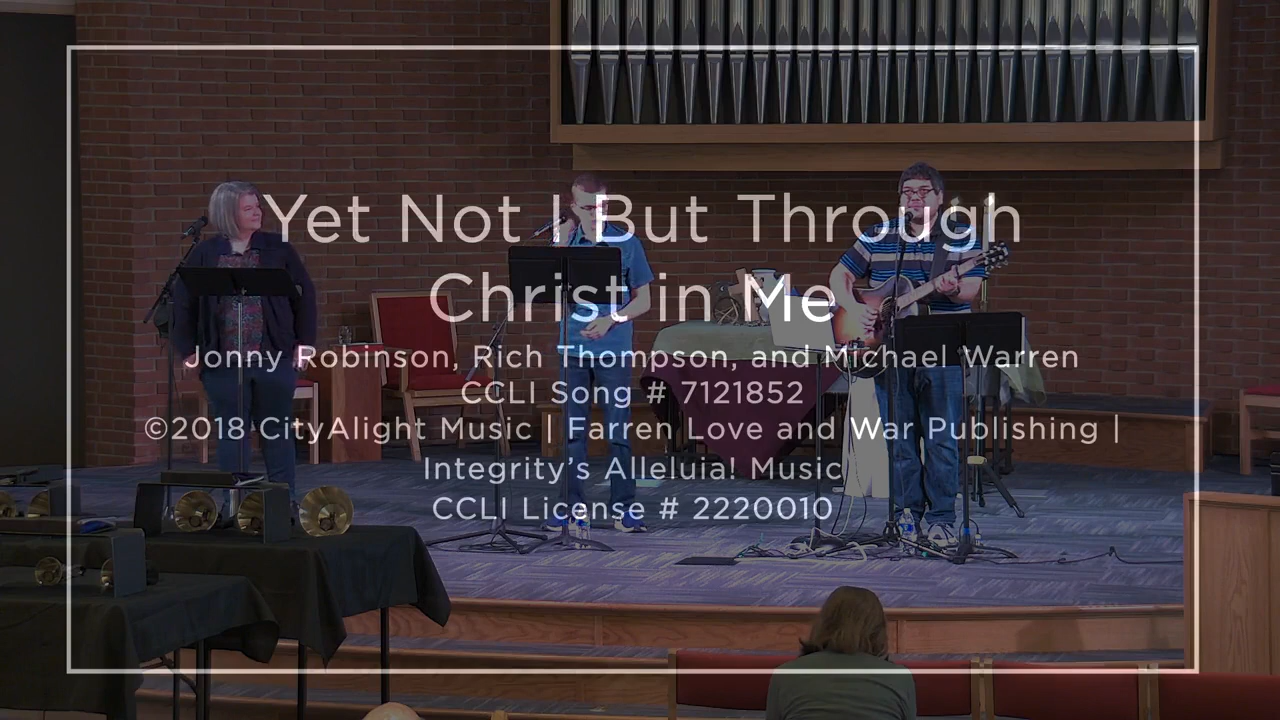 Yet Not I But Through
Christ in Me
Jonny Robinson, Rich Thompson, and Michael Warren
CCLI Song # 7121852
©2018 CityAlight Music | Farren Love and War Publishing |
Integrity’s Alleluia! Music
CCLI License # 2220010